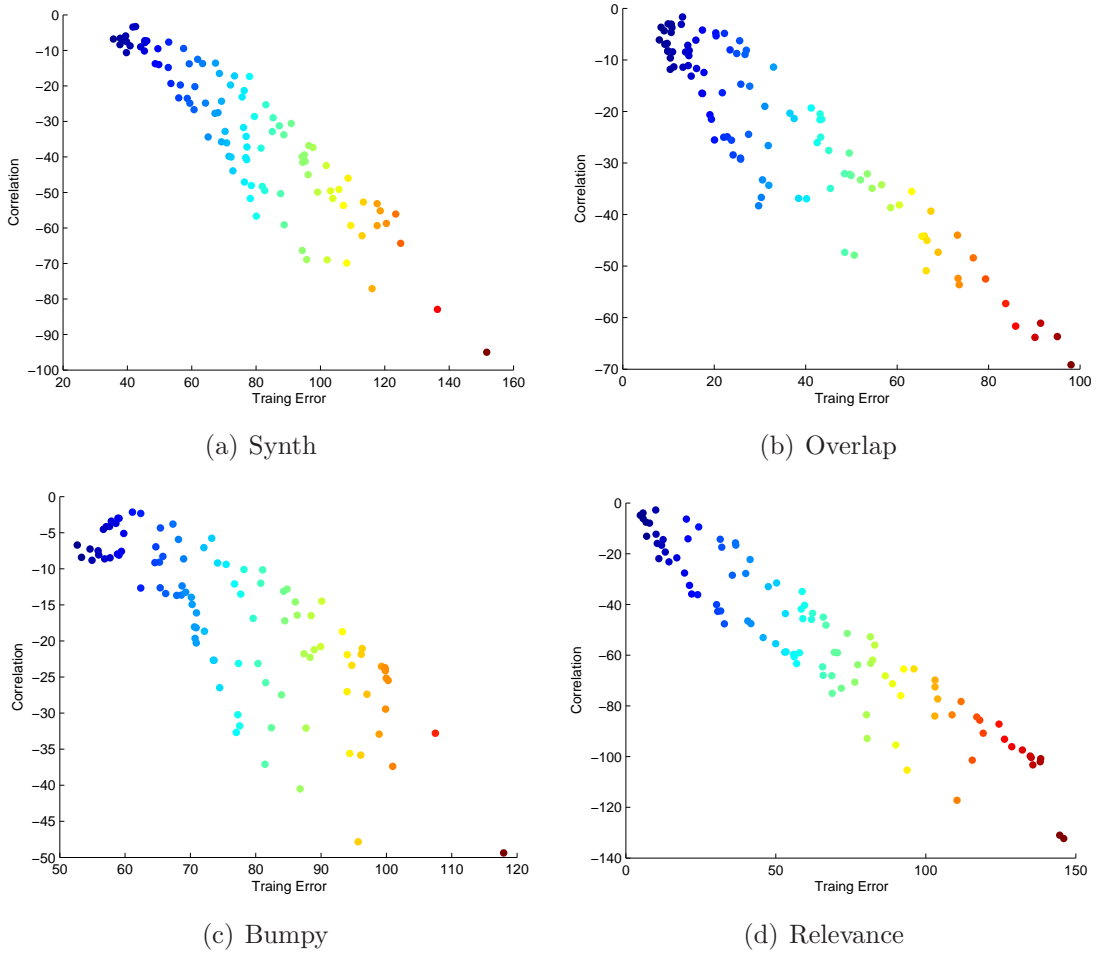 0
−10
−20
−30
−40
−50
−60
−70
−80
−90
−100
20 40 60 80 100 120 140 160
Correlation
Traing Error
(a) Synth
0
−10
−20
−30
−40
−50
−60
−70
0 20 40 60 80 100
Correlation
Traing Error
(b) Overlap
0
−5
−10
−15
−20
−25
−30
−35
−40
−45
−50
50 60 70 80 90 100 110 120
Correlation
Traing Error
(c) Bumpy
0
−20
−40
−60
−80
−100
−120
−140
0 50 100 150
Correlation
Traing Error
(d) Relevance